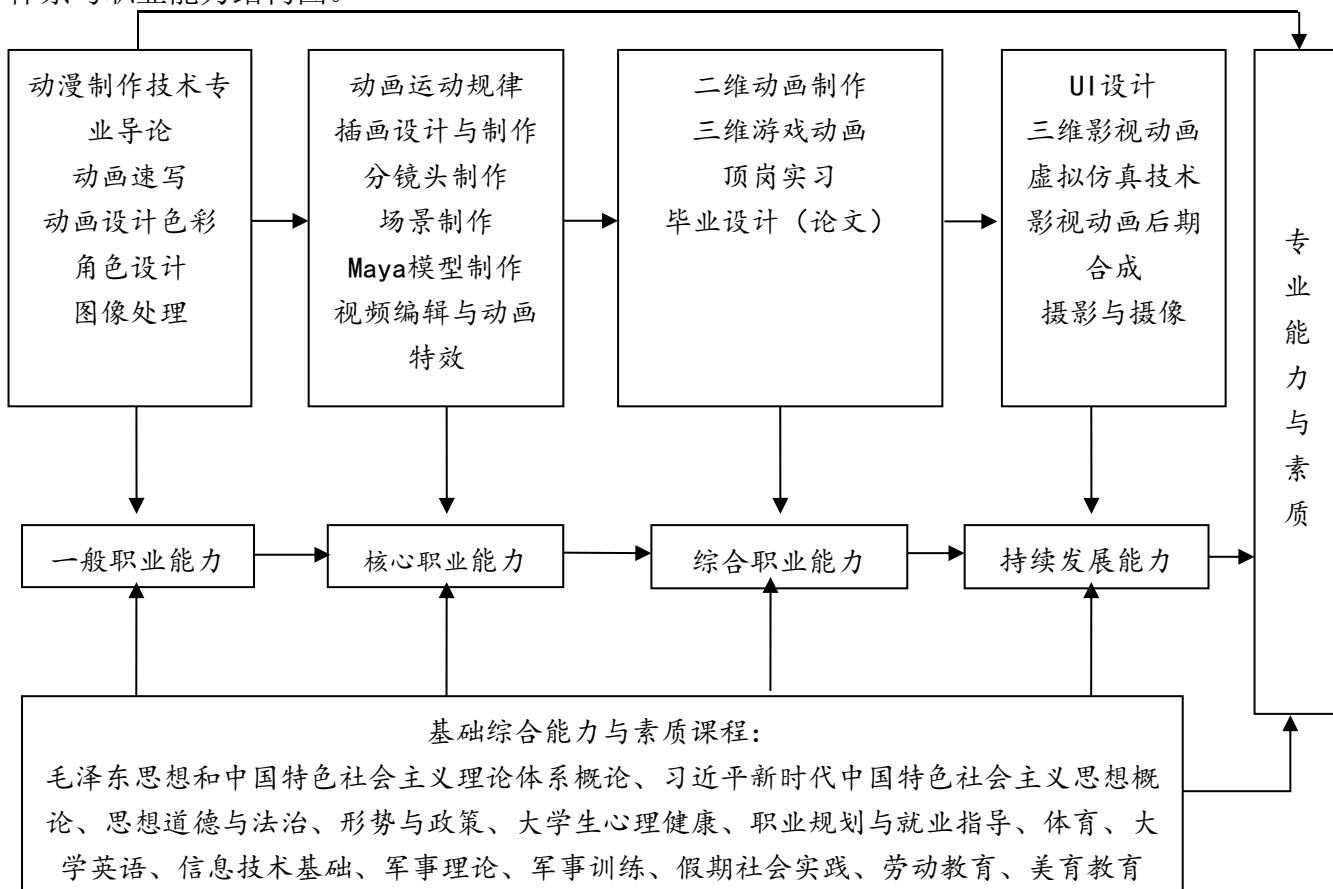 动漫制作技术专
业导论
动画速写
动画设计色彩
角色设计
图像处理
动画运动规律
插画设计与制作
分镜头制作
场景制作
Maya模型制作
视频编辑与动画
特效
二维动画制作
三维游戏动画
顶岗实习
毕业设计（论文）
UI设计
三维影视动画
虚拟仿真技术
影视动画后期
合成
摄影与摄像
专
业
能
力
与
素
质
一般职业能力
核心职业能力
综合职业能力
持续发展能力
基础综合能力与素质课程:
毛泽东思想和中国特色社会主义理论体系概论、习近平新时代中国特色社会主义思想概
论、思想道德与法治、形势与政策、大学生心理健康、职业规划与就业指导、体育、大
学英语、信息技术基础、军事理论、军事训练、假期社会实践、劳动教育、美育教育